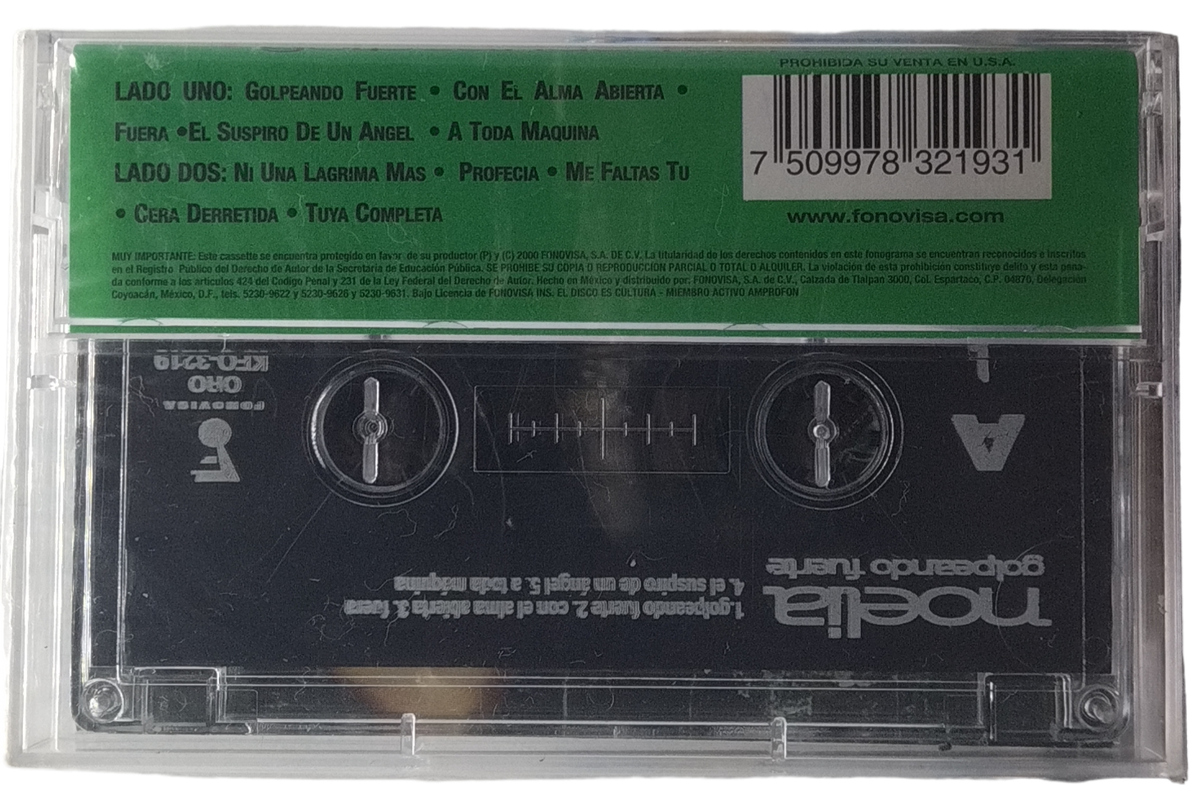 PROHIBIDA SU VENTA EN U.S.A.
LADO UNO: GOLPEANDO FUERTE • CON EL ALMA ABIERTA •
FUERA •EL SUSPIRO DE UN ANGEL • A TODA MAQUINA
LADO DOS: NI UNA LAGRIMA MAS • PROFECIA • ME FALTAS TU
• CERA DERRETIDA • TUYA COMPLETA
7 509978 321931
www.fonovisa.com
MUY IMPORTANTE: Este cassette se encuentra protegido en favor de su productor (P) y (C) 2000 FONOVISA, S.A. DE C.V. La titularidad de los derechos contenidos en este fonograma se encuentran reconocidos e inscritos
en el Registro Público del Derecho de Autor de la Secretaria de Educación Pública. SE PROHIBE SU COPIA O REPRODUCCIÓN PARCIAL O TOTAL O ALQUILER. La violación de esta prohibición constituye delito y esta pena-
da conforme a los articulos 424 del Codigo Penal y 231 de la Ley Federal del Derecho de Autor. Hecho en México y distribuido por: FONOVISA, S.A. de C.V., Calzada de Tlalpan 3000, Col. Espartaco, C.P. 04870, Delegación
Coyoacán, México, D.F., tels. 5230-9622 y 5230-9626 y 5230-9631. Bajo Licencia de FONOVISA INS. EL DISCO ES CULTURA - MIEMBRO ACTIVO AMPROFON
noelia
golpeando fuerte
1.golpeando fuerte 2. con el alma abierta 3. fuera
4. el suspiro de un ángel 5. a toda máquina
A
F
FONOVISA
ORO
KFO-3219